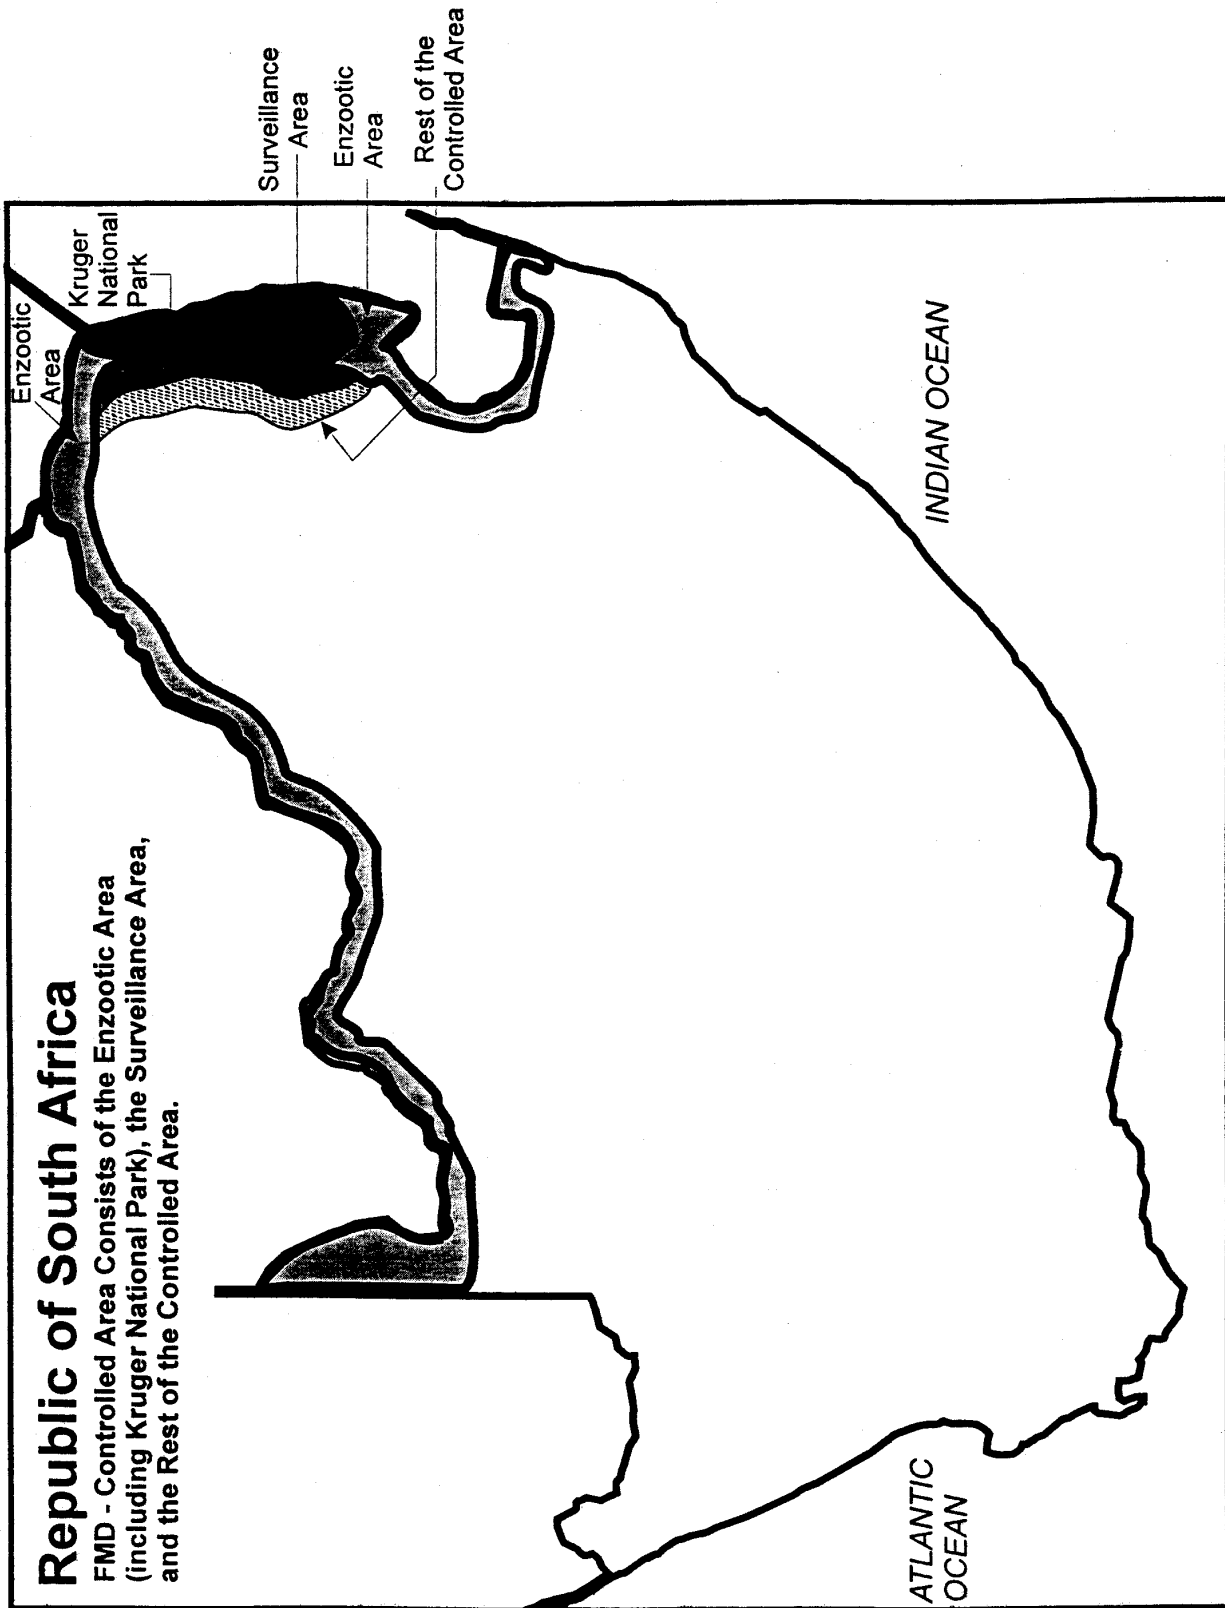 Republic of South Africa
FMD - Controlled Area Consists of the Enzootic Area
(including Kruger National Park), the Surveillance Area,
and the Rest of the Controlled Area.
Enzootic
Area
Kruger
National
Park
Surveillance
Area
Enzootic
Area
Rest of the
Controlled Area
INDIAN OCEAN
ATLANTIC
OCEAN